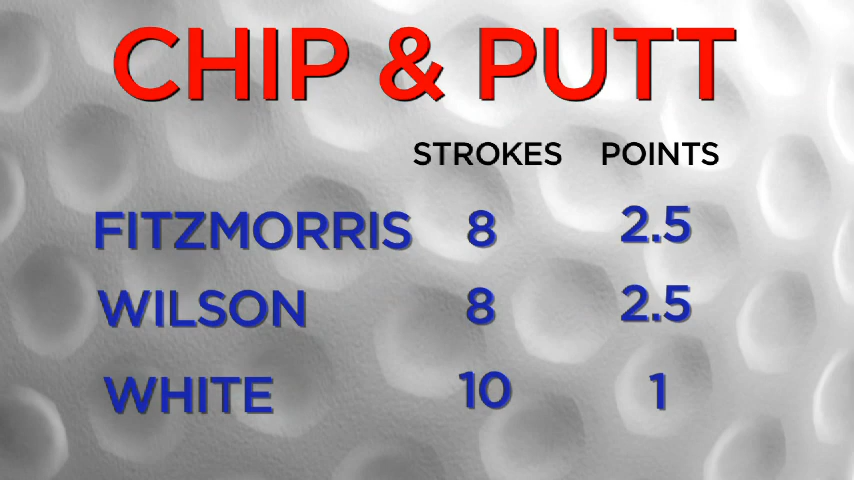 CHIP & PUTT
STROKES POINTS
FITZMORRIS 8 2.5
WILSON 8 2.5
WHITE 10 1